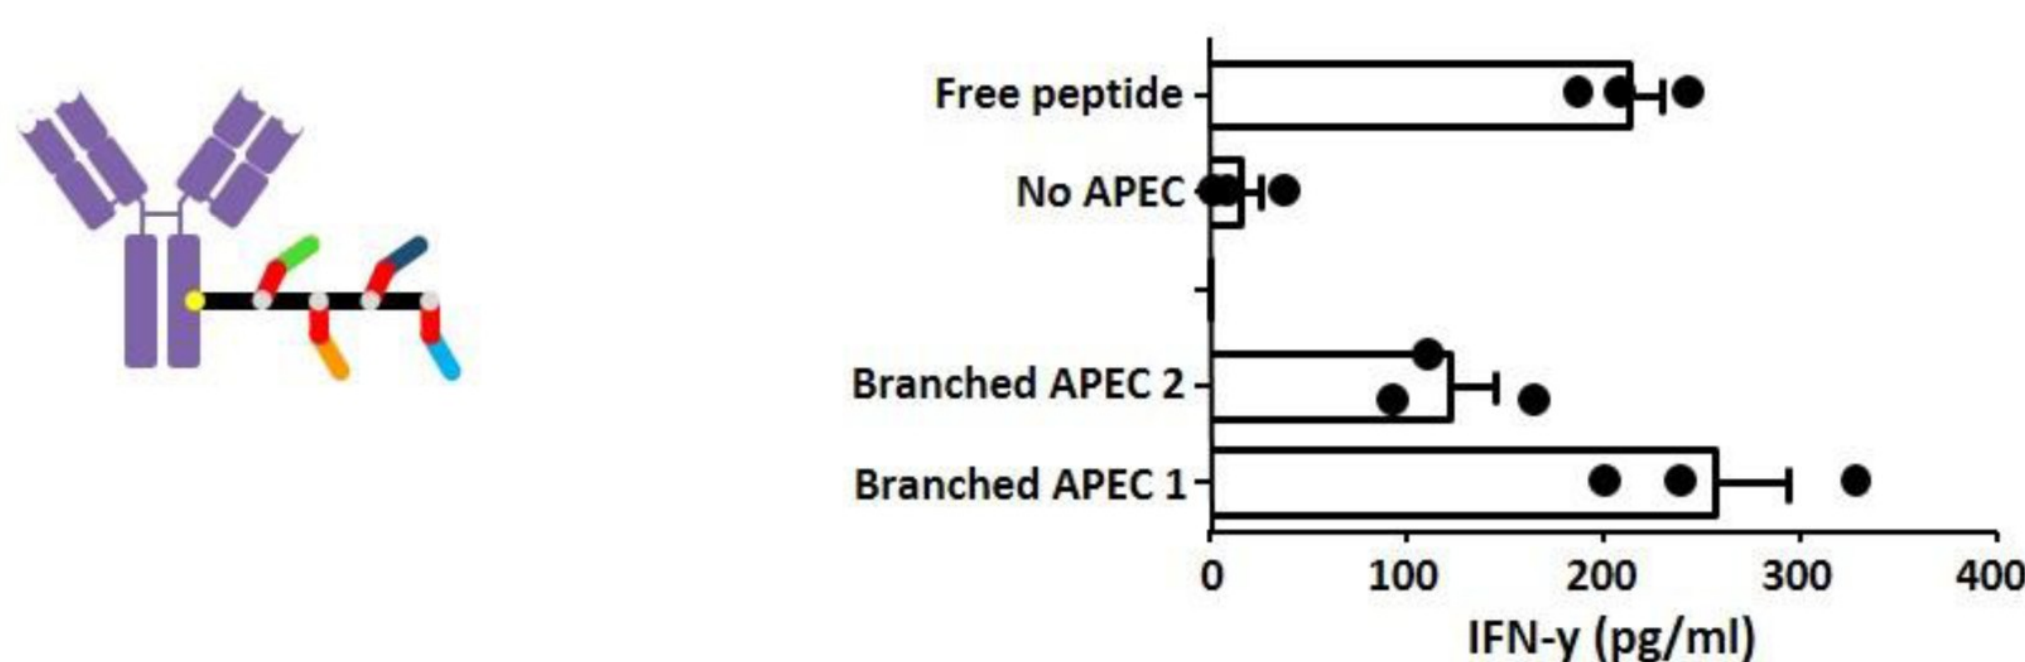 Free peptide
No APEC
Branched APEC 2
Branched APEC 1
0 100 200 300 400
IFN-y (pg/ml)